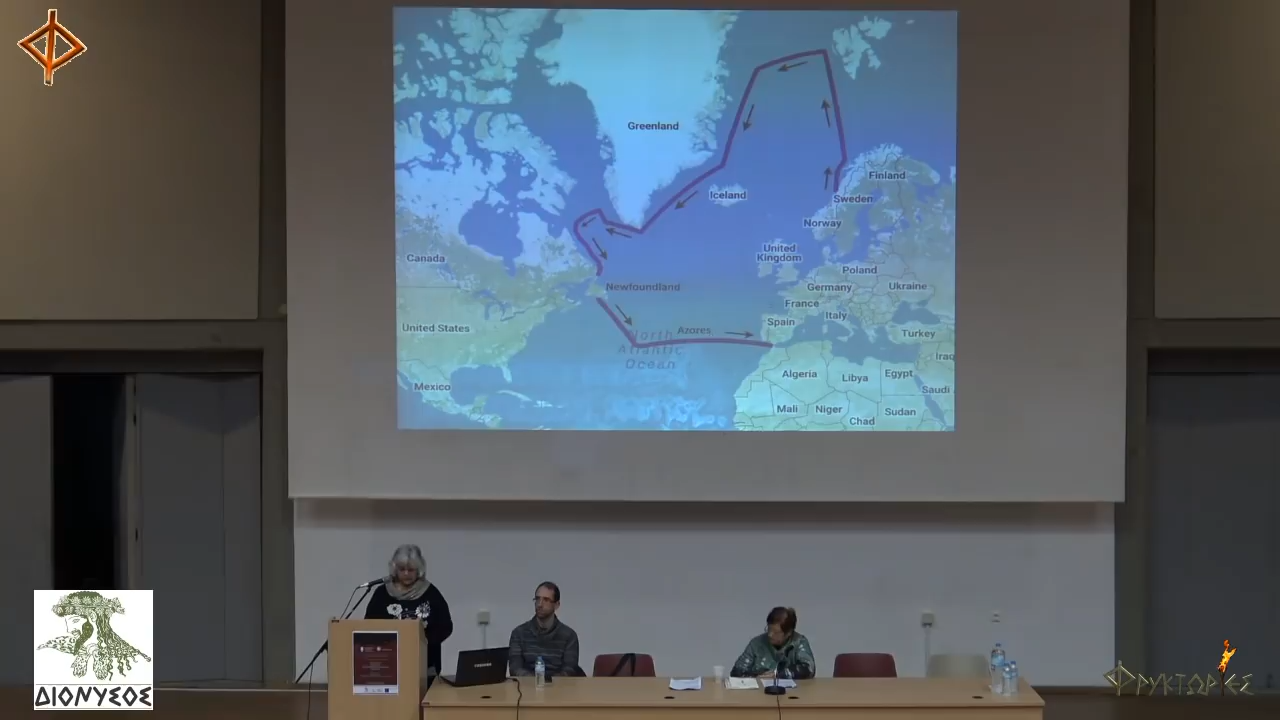 Greenland
Iceland
Finland
Sweden
Norway
Canada
United
Kingdom
Poland
Newfoundland
Germany
Ukraine
France
United States
Spain
Italy
Azores
North
Atlantic
Ocean
Turkey
Iraq
Algeria
Libya
Egypt
Saudi
Mexico
Mali
Niger
Chad
Sudan
ΔΙΟΝΥΣΟΣ
ΦΡΥΚΤΩΡΙΕΣ